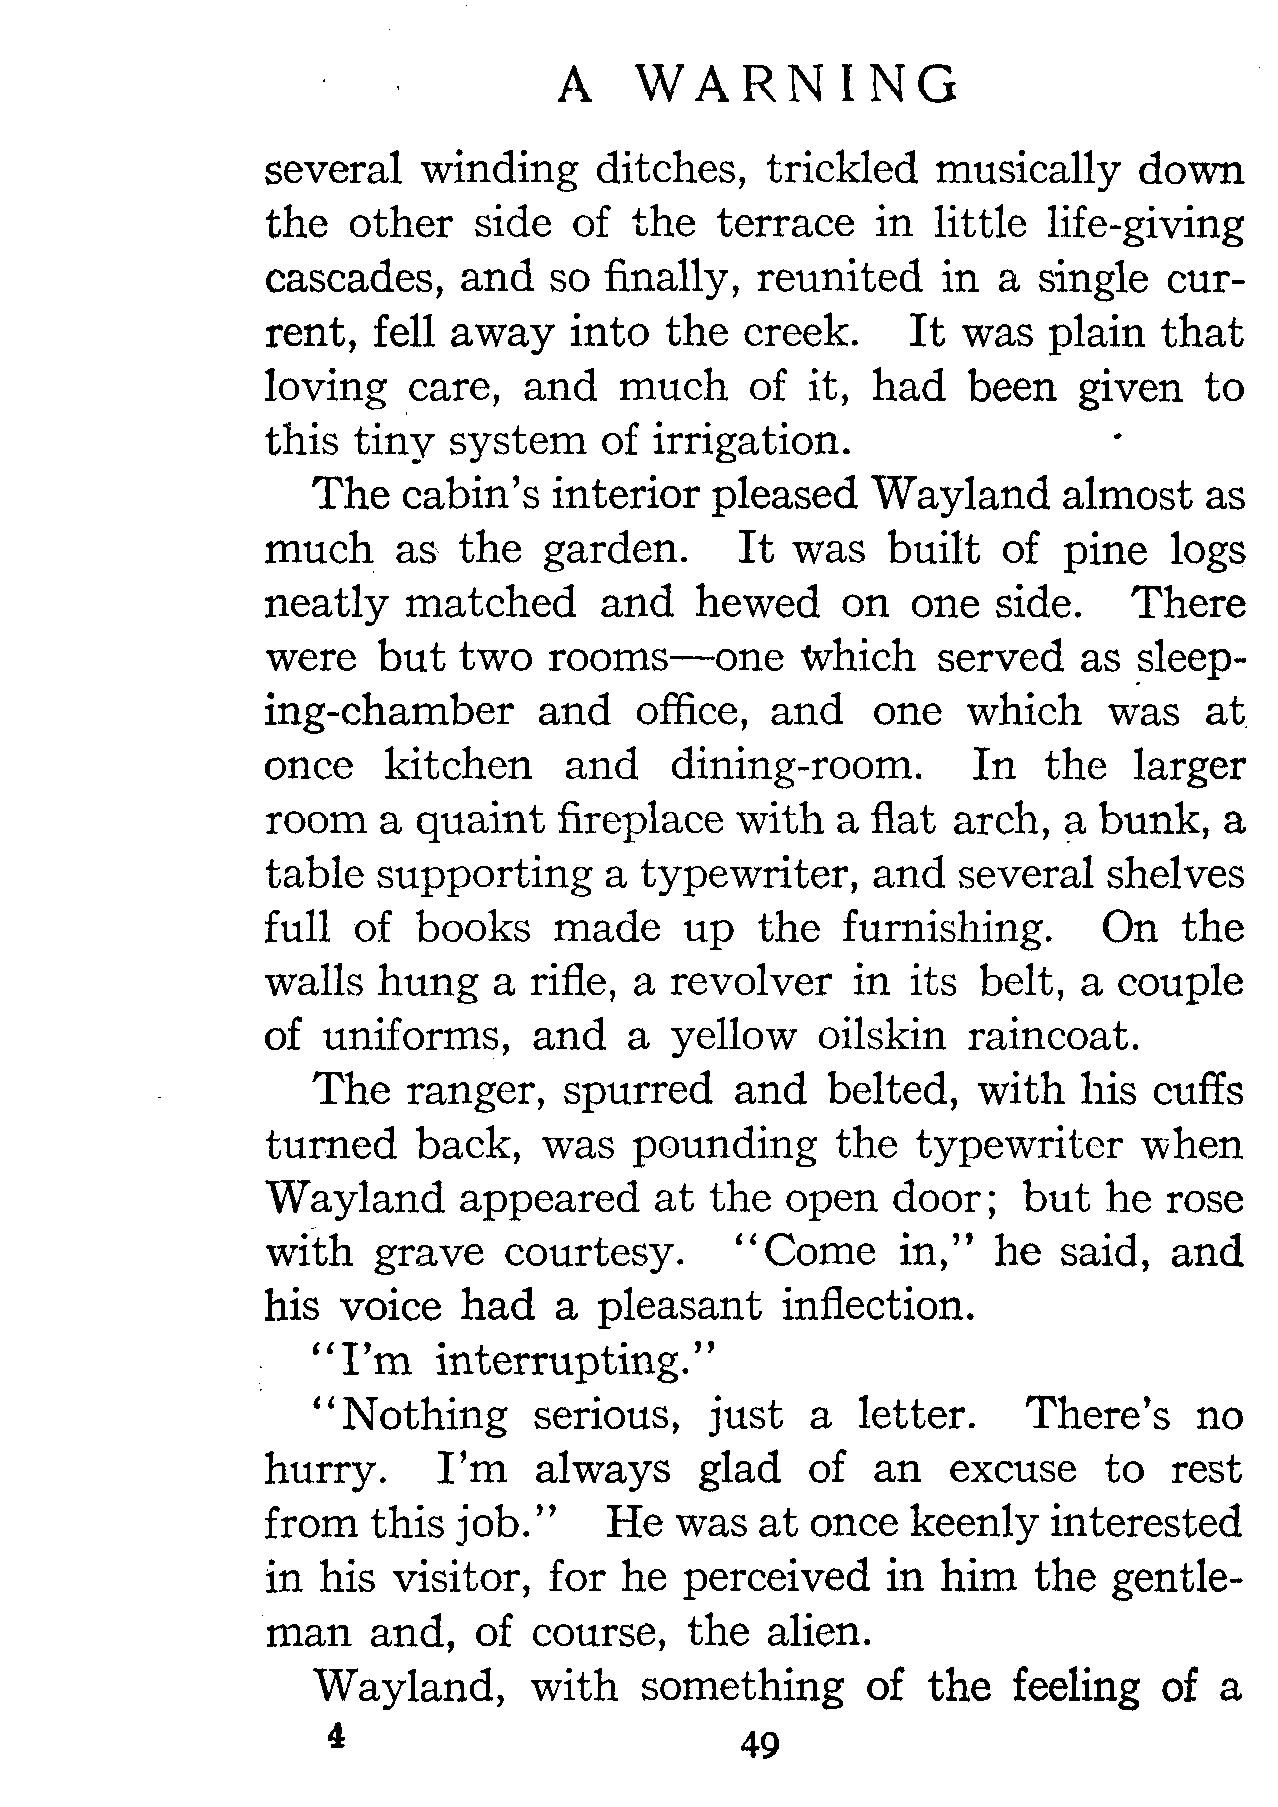 A WARNING
several winding ditches, trickled musically down
the other side of the terrace in little life-giving
cascades, and so finally, reunited in a single cur-
rent, fell away into the creek. It was plain that
loving care, and much of it, had been given to
this tiny system of irrigation.
The cabin's interior pleased Wayland almost as
much as the garden. It was built of pine logs
neatly matched and hewed on one side. There
were but two rooms—one which served as sleep-
ing-chamber and office, and one which was at
once kitchen and dining-room. In the larger
room a quaint fireplace with a flat arch, a bunk, a
table supporting a typewriter, and several shelves
full of books made up the furnishing. On the
walls hung a rifle, a revolver in its belt, a couple
of uniforms, and a yellow oilskin raincoat.
The ranger, spurred and belted, with his cuffs
turned back, was pounding the typewriter when
Wayland appeared at the open door; but he rose
with grave courtesy. "Come in," he said, and
his voice had a pleasant inflection.
"I'm interrupting."
"Nothing serious, just a letter. There's no
hurry. I'm always glad of an excuse to rest
from this job." He was at once keenly interested
in his visitor, for he perceived in him the gentle-
man and, of course, the alien.
Wayland, with something of the feeling of a
4 49